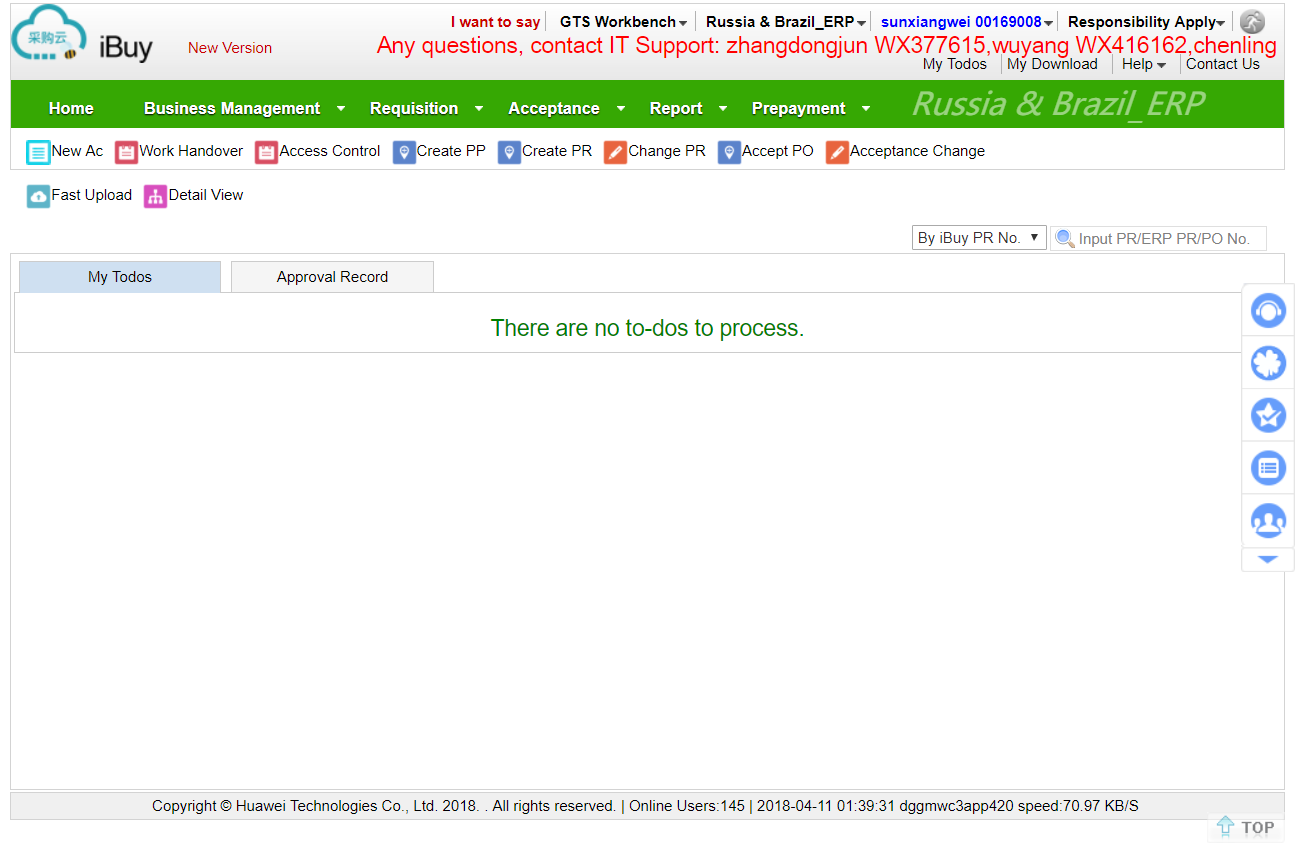 采购云
iBuy
New Version
I want to say GTS Workbench Russia & Brazil_ERP sunxiangwei 00169008 Responsibility Apply
Any questions, contact IT Support: zhangdongjun WX377615,wuyang WX416162,chenling
My Todos My Download Help Contact Us
Home Business Management Requisition Acceptance Report Prepayment Russia & Brazil_ERP
New Ac Work Handover Access Control Create PP Create PR Change PR Accept PO Acceptance Change
Fast Upload Detail View
By iBuy PR No. Input PR/ERP PR/PO No.
My Todos Approval Record
There are no to-dos to process.
Copyright © Huawei Technologies Co., Ltd. 2018. . All rights reserved. | Online Users:145 | 2018-04-11 01:39:31 dggmwc3app420 speed:70.97 KB/S
TOP